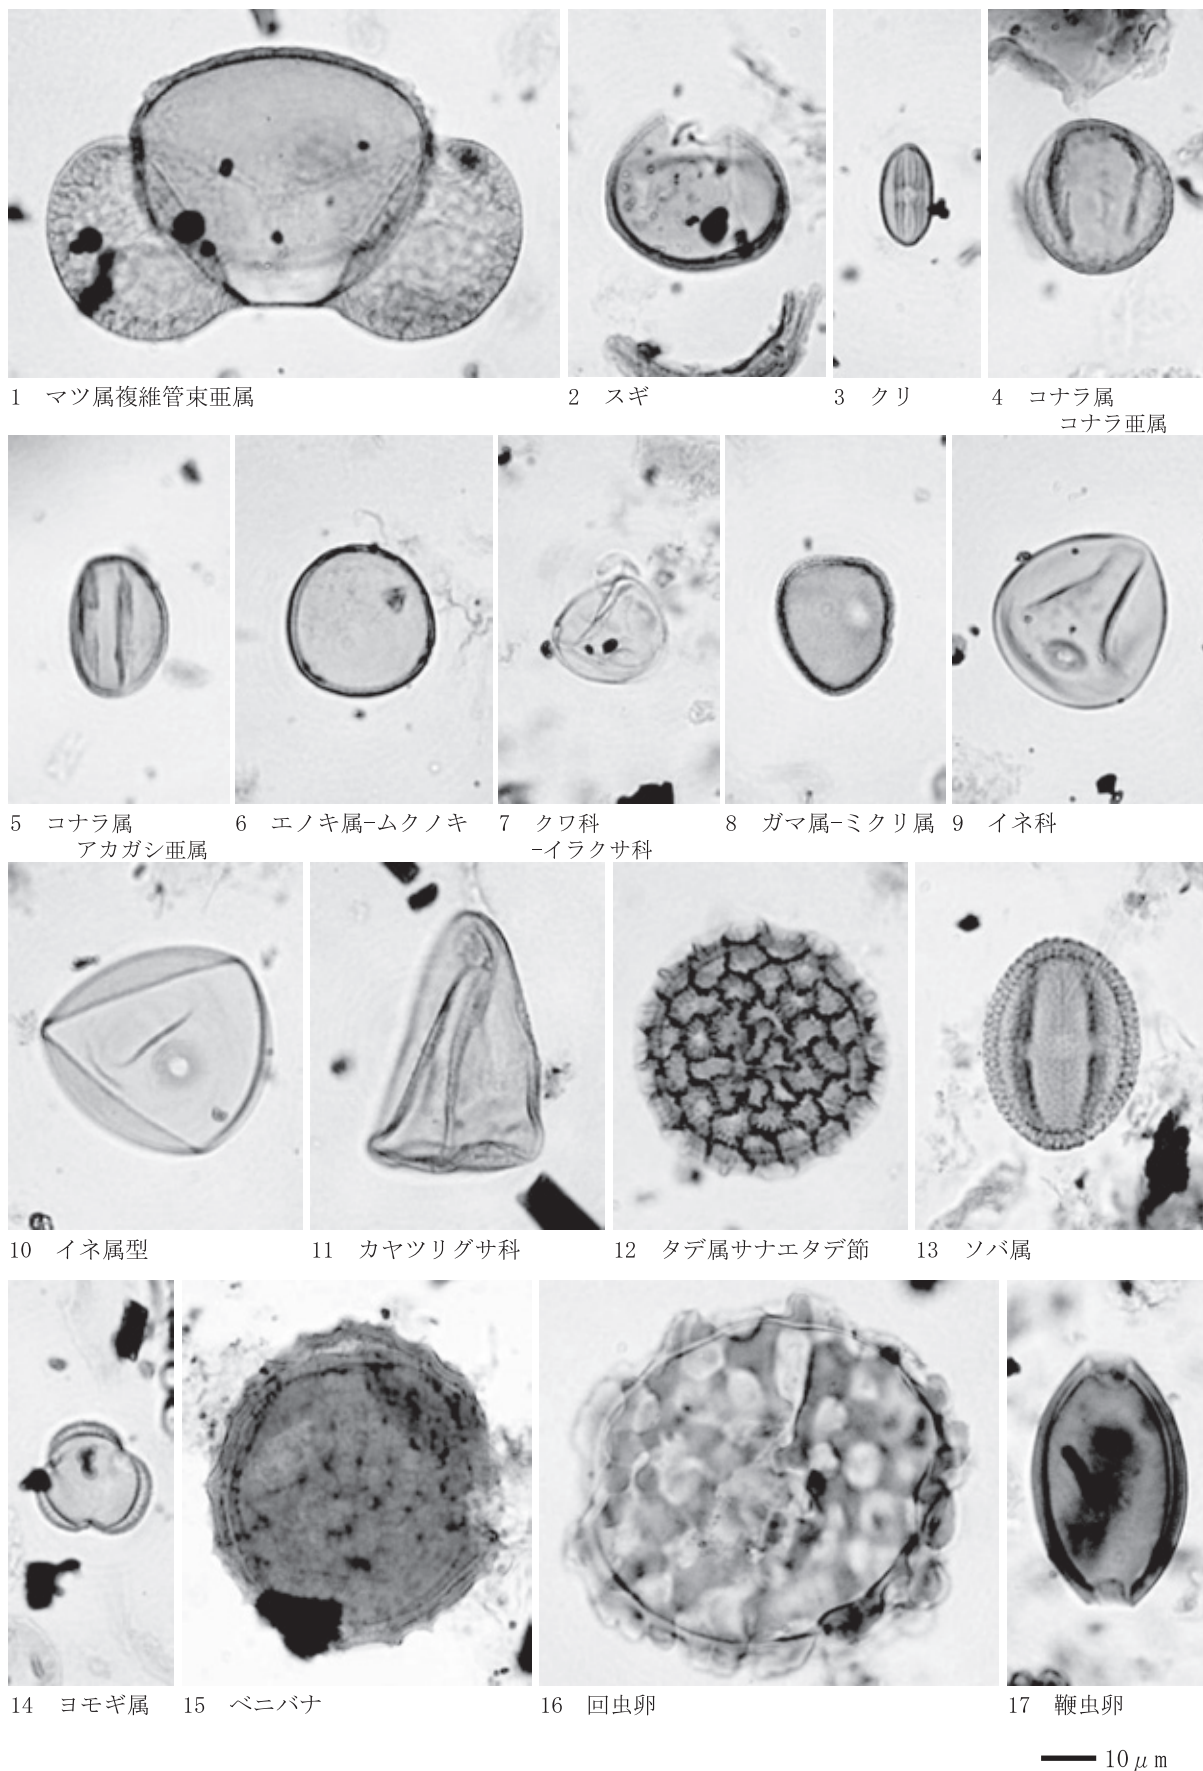 1　マツ属複維管束亜属
2　スギ
3　クリ
4　コナラ属
コナラ亜属
5　コナラ属
アカガシ亜属
6　エノキ属−ムクノキ
7　クワ科
−イラクサ科
8　ガマ属−ミクリ属
9　イネ科
10　イネ属型
11　カヤツリグサ科
12　タデ属サナエタデ節
13　ソバ属
14　ヨモギ属
15　ベニバナ
16　回虫卵
17　鞭虫卵
10μm